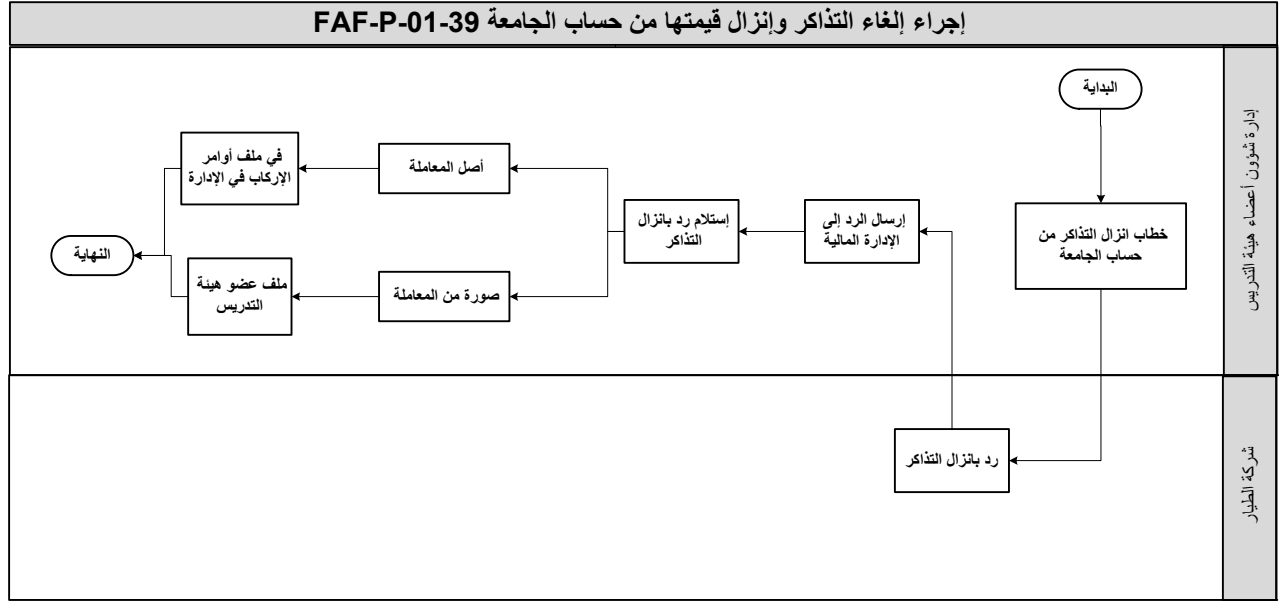 إجراء إلغاء التذاكر وإنزال قيمتها من حساب الجامعة FAF-P-01-39
إدارة شؤون أعضاء هيئة التدريس
البداية
خطاب انزال التذاكر من
حساب الجامعة
إرسال الرد إلى
الإدارة المالية
إستلام رد بانزال
التذاكر
أصل المعاملة
في ملف أوامر
الإركاب في الإدارة
صورة من المعاملة
ملف عضو هيئة
التدريس
النهاية
شركة الطيار
رد بانزال التذاكر